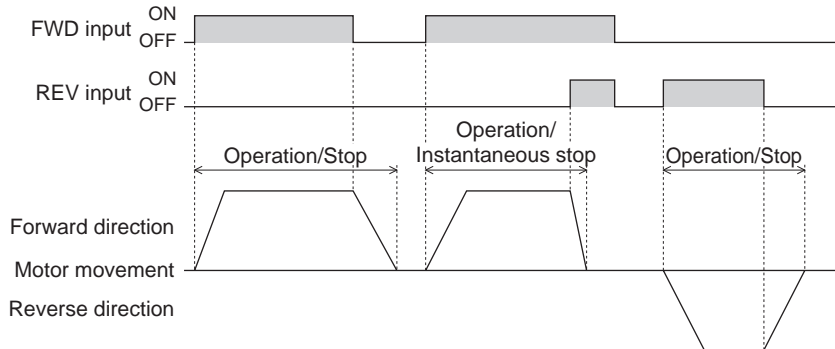 ON
FWD input
OFF
ON
REV input
OFF
Operation/Stop
Operation/
Instantaneous stop
Operation/Stop
Forward direction
Motor movement
Reverse direction